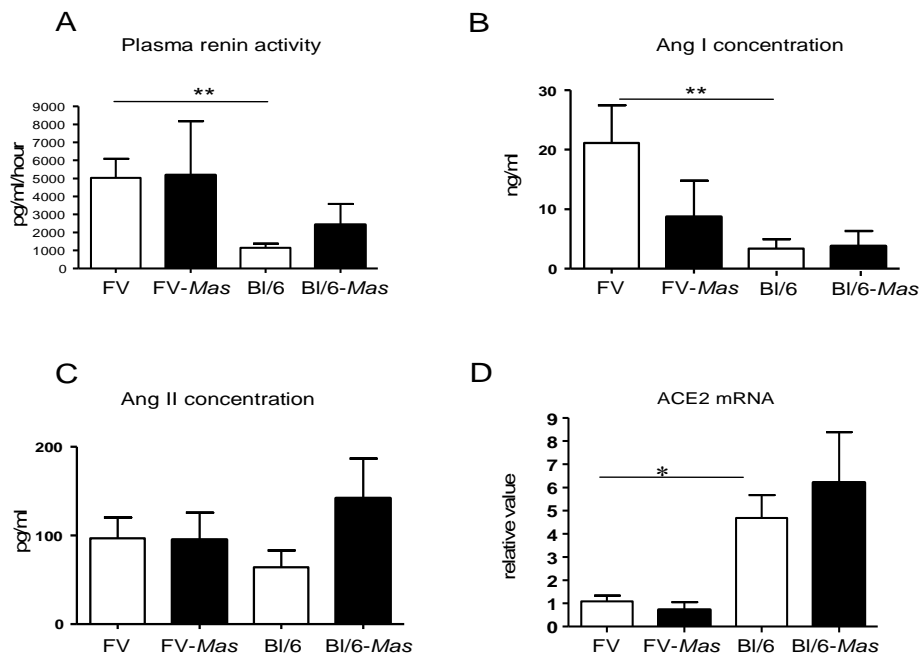 A
Plasma renin activity
**
9000
8000
7000
6000
5000
4000
3000
2000
1000
0
pg/ml/hour
FV FV-Mas Bl/6 Bl/6-Mas
B
Ang I concentration
**
30
20
10
0
ng/ml
FV FV-Mas Bl/6 Bl/6-Mas
C
Ang II concentration
200
100
0
pg/ml
FV FV-Mas Bl/6 Bl/6-Mas
D
ACE2 mRNA
*
9
8
7
6
5
4
3
2
1
0
relative value
FV FV-Mas Bl/6 Bl/6-Mas